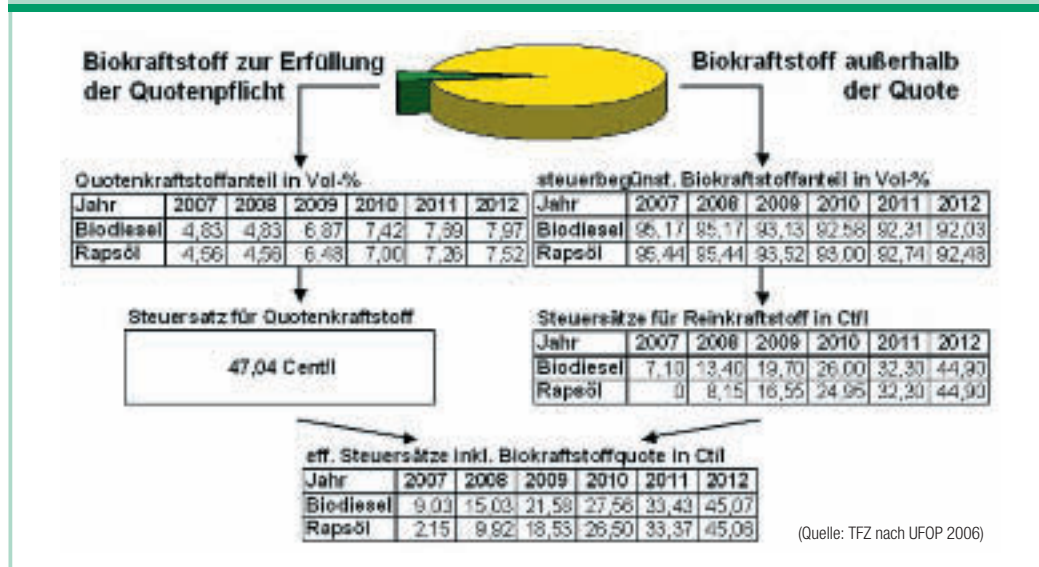 Biokraftstoff zur Erfüllung
der Quotenpflicht
Biokraftstoff außerhalb
der Quote
Quotenkraftstoffanteil in Vol-%
Jahr 2007 2008 2009 2010 2011 2012
Biodiesel 4,83 4,83 6,87 7,42 7,69 7,97
Rapsöl 4,56 4,56 6,48 7,00 7,26 7,52
steuerbegünst. Biokraftstoffanteil in Vol-%
Jahr 2007 2008 2009 2010 2011 2012
Biodiesel 95,17 95,17 93,13 92,58 92,31 92,03
Rapsöl 95,44 95,44 93,52 93,00 92,74 92,48
Steuersatz für Quotenkraftstoff
47,04 Cent/l
Steuersätze für Reinkraftstoff in Ct/l
Jahr 2007 2008 2009 2010 2011 2012
Biodiesel 7,10 13,40 19,70 26,00 32,30 44,90
Rapsöl 0 8,15 16,55 24,95 32,30 44,90
eff. Steuersätze inkl. Biokraftstoffquote in Ct/l
Jahr 2007 2008 2009 2010 2011 2012
Biodiesel 9,03 15,03 21,58 27,56 33,43 45,07
Rapsöl 2,15 9,92 18,53 26,50 33,37 45,06
(Quelle: TFZ nach UFOP 2006)